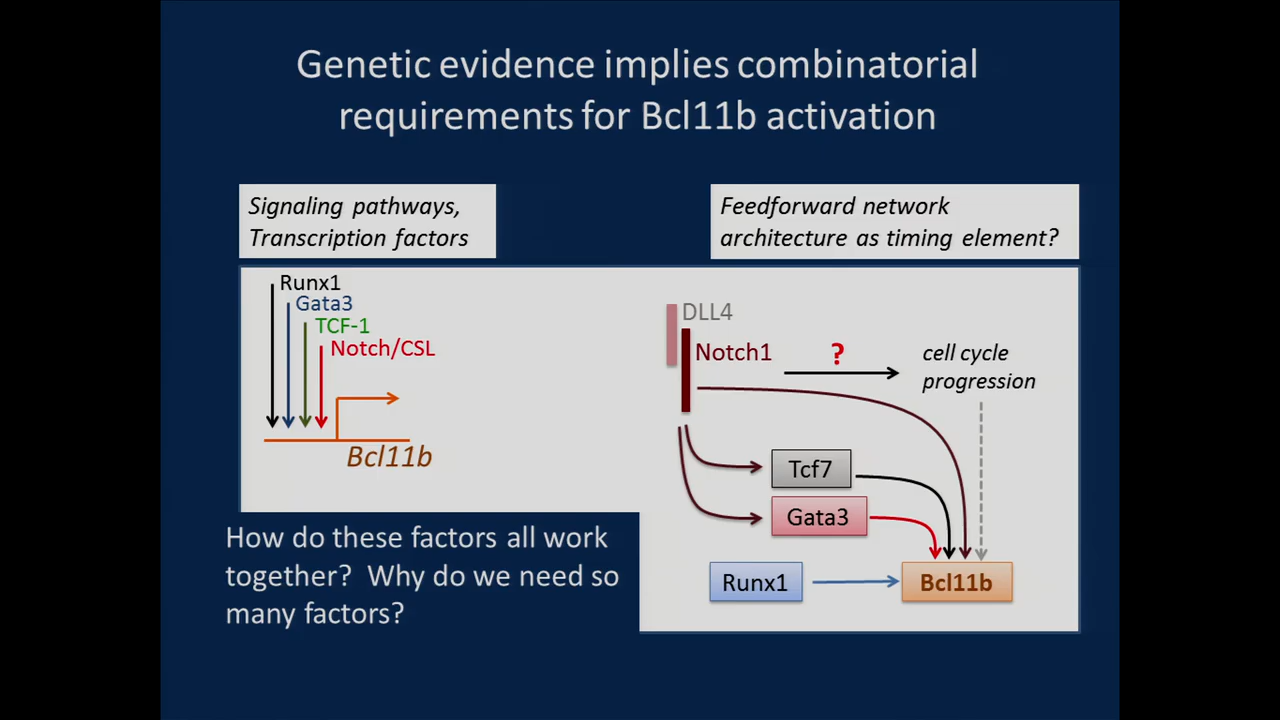 Genetic evidence implies combinatorial
requirements for Bcl11b activation
Signaling pathways,
Transcription factors
Feedforward network
architecture as timing element?
Runx1
Gata3
TCF-1
Notch/CSL
Bcl11b
DLL4
Notch1
?
cell cycle
progression
Tcf7
Gata3
Runx1
Bcl11b
How do these factors all work
together? Why do we need so
many factors?